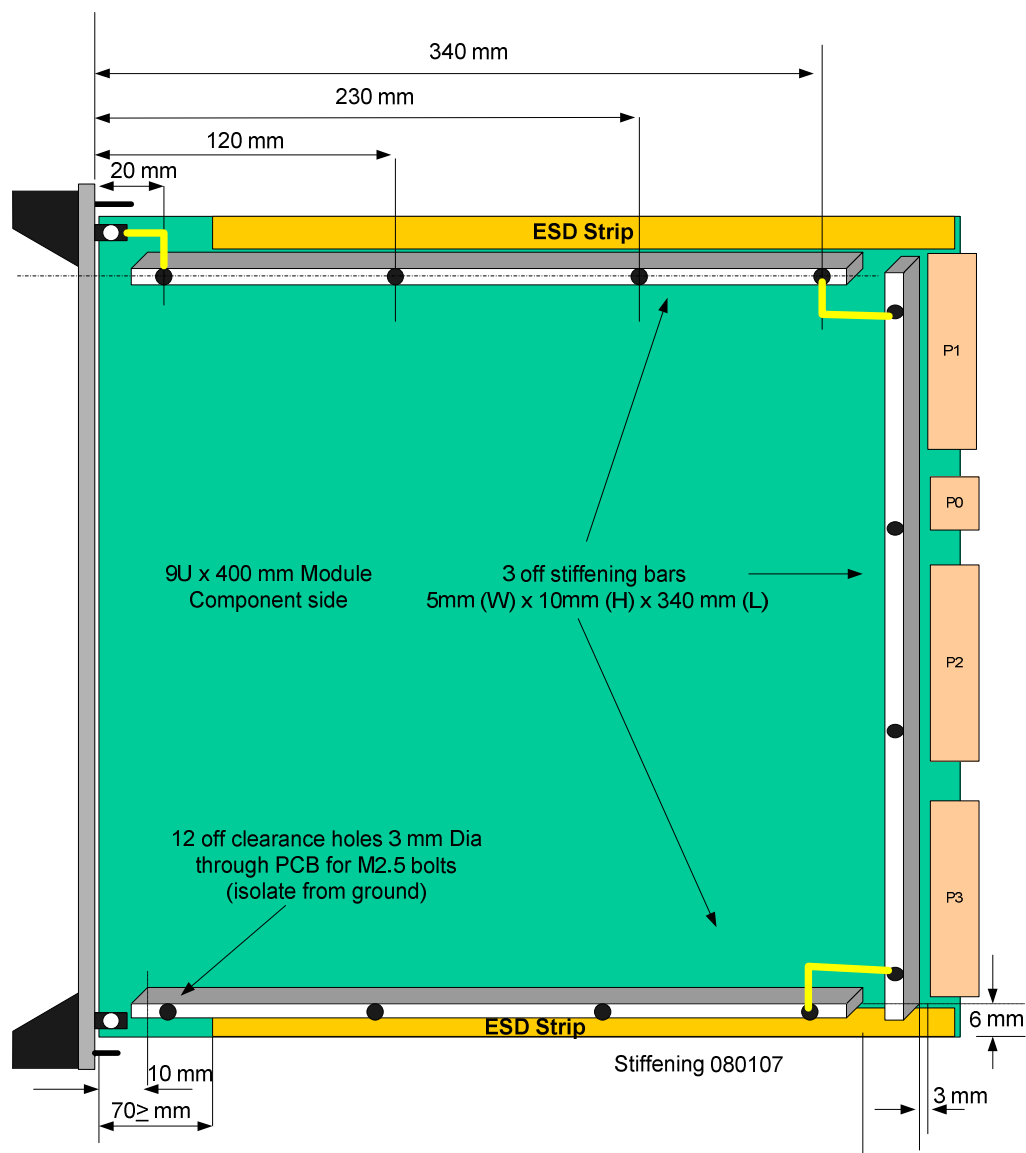 340 mm
230 mm
120 mm
20 mm
ESD Strip
P1
P0
9U x 400 mm Module
Component side
3 off stiffening bars
5mm (W) x 10mm (H) x 340 mm (L)
P2
12 off clearance holes 3 mm Dia
through PCB for M2.5 bolts
(isolate from ground)
P3
6 mm
ESD Strip
Stiffening 080107
10 mm
3 mm
70≥ mm